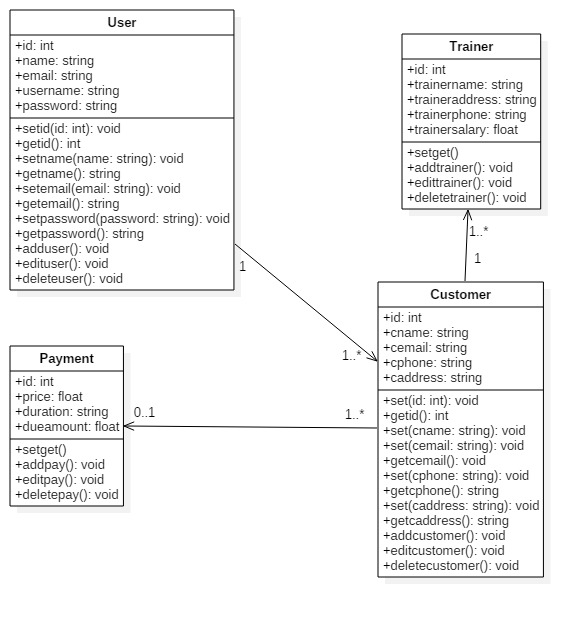 User
+id: int
+name: string
+email: string
+username: string
+password: string
+setid(id: int): void
+getid(): int
+setname(name: string): void
+getname(): string
+setemail(email: string): void
+getemail(): string
+setpassword(password: string): void
+getpassword(): string
+adduser(): void
+edituser(): void
+deleteuser(): void
Trainer
+id: int
+trainername: string
+traineraddress: string
+trainerphone: string
+trainersalary: float
+setget()
+addtrainer(): void
+edittrainer(): void
+deletetrainer(): void
1..*
1
1
1..*
Customer
+id: int
+cname: string
+cemail: string
+cphone: string
+caddress: string
+set(id: int): void
+getid(): int
+set(cname: string): void
+set(cemail: string): void
+getcemail(): void
+set(cphone: string): void
+getcphone(): string
+set(caddress: string): void
+getcaddress(): string
+addcustomer(): void
+editcustomer(): void
+deletecustomer(): void
Payment
+id: int
+price: float
+duration: string
+dueamount: float
+setget()
+addpay(): void
+editpay(): void
+deletepay(): void
0..1
1..*